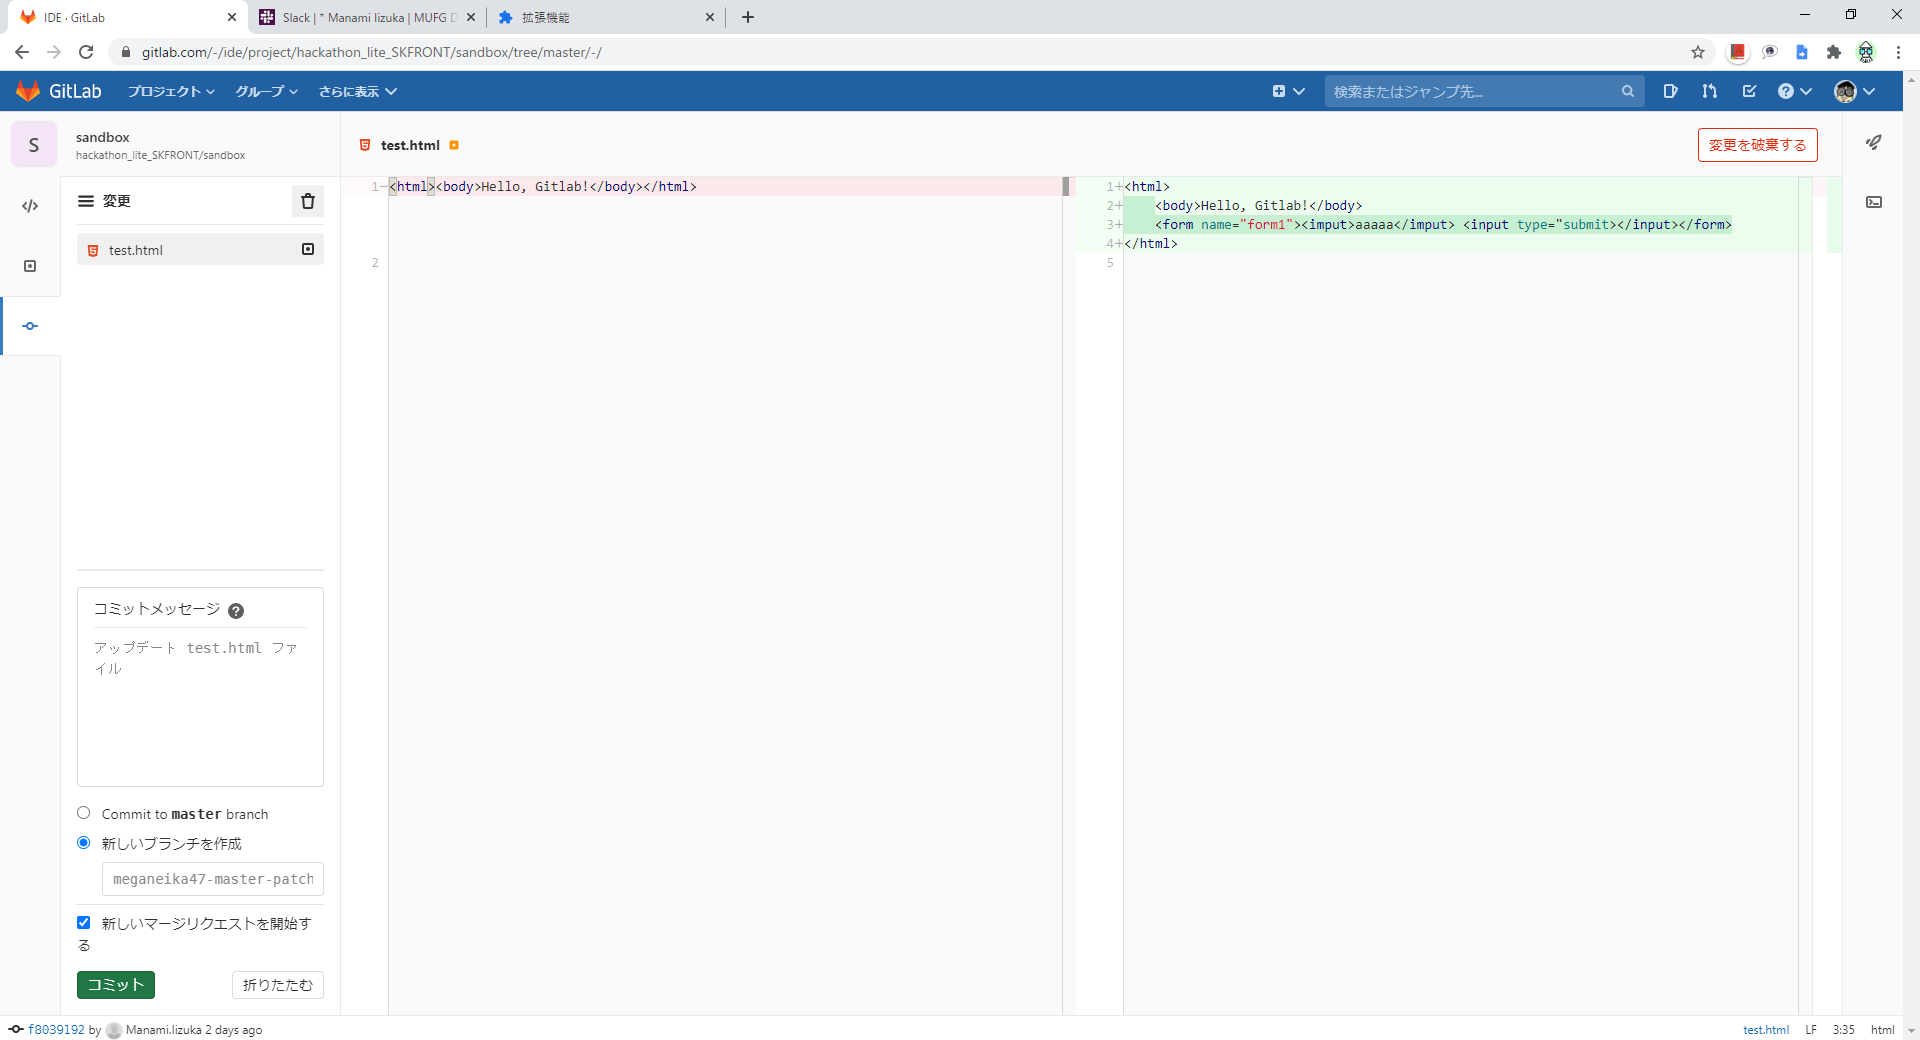 IDE · GitLab
Slack | * Manami Iizuka | MUFG D
拡張機能
gitlab.com/-/ide/project/hackathon_lite_SKFRONT/sandbox/tree/master/-/
GitLab プロジェクト グループ さらに表示 検索またはジャンプ先...
S
sandbox
hackathon_lite_SKFRONT/sandbox
test.html
変更を破棄する
変更
test.html
1 <html><body>Hello, Gitlab!</body></html>
2
1+<html>
2+    <body>Hello, Gitlab!</body>
3+    <form name="form1"><imput>aaaaa</imput> <input type="submit></input></form>
4+</html>
5
コミットメッセージ
アップデート test.html ファ
イル
Commit to master branch
新しいブランチを作成
meganeika47-master-patch
新しいマージリクエストを開始す
る
コミット
折りたたむ
f8039192 by Manami.Iizuka 2 days ago
test.html LF 3:35 html